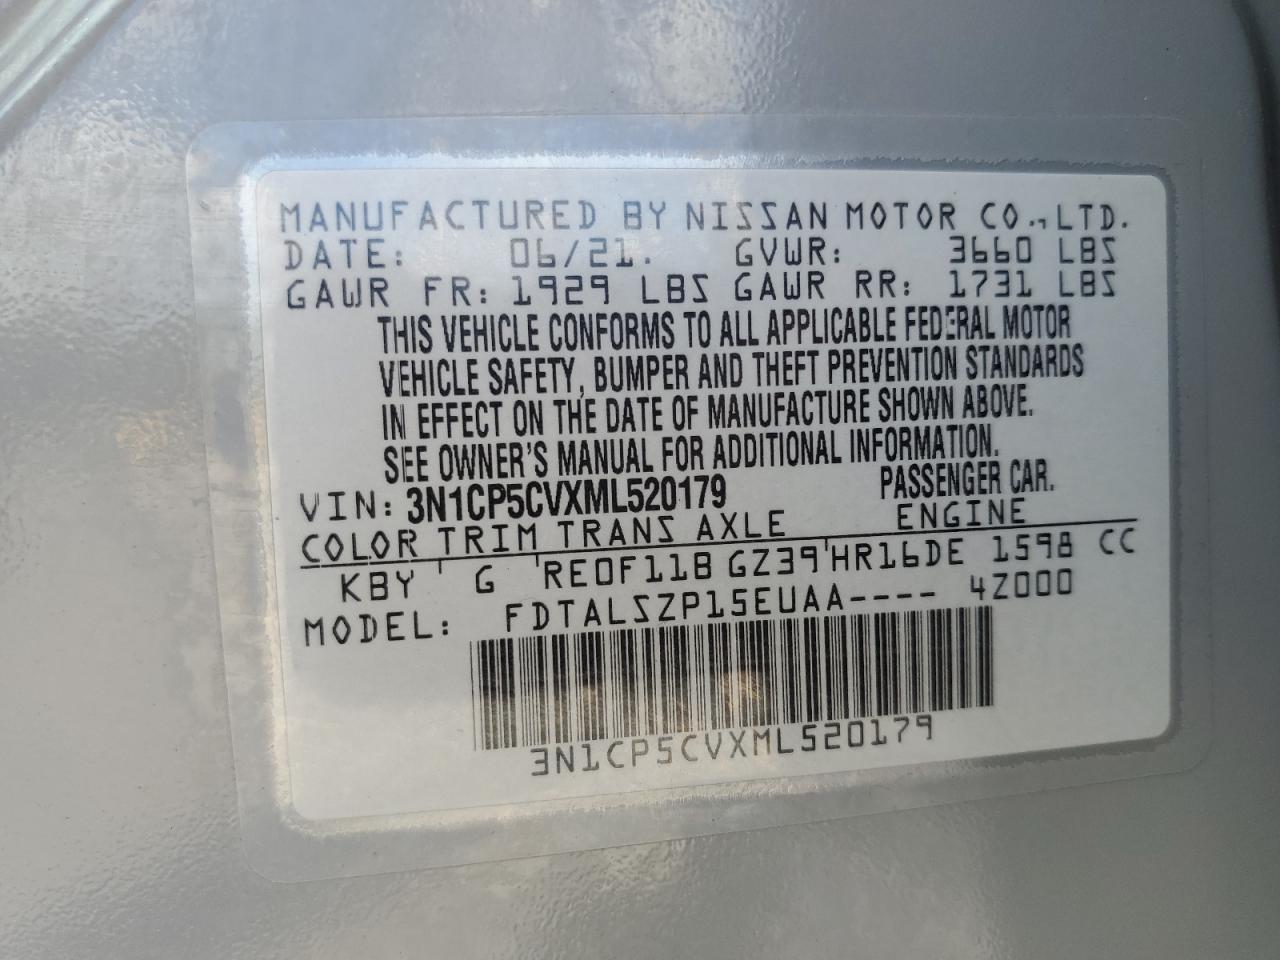 MANUFACTURED BY NISSAN MOTOR CO., LTD.
DATE: 06/21. GVWR: 3660 LBS
GAWR FR: 1929 LBS GAWR RR: 1731 LBS
THIS VEHICLE CONFORMS TO ALL APPLICABLE FEDERAL MOTOR
VEHICLE SAFETY, BUMPER AND THEFT PREVENTION STANDARDS
IN EFFECT ON THE DATE OF MANUFACTURE SHOWN ABOVE.
SEE OWNER'S MANUAL FOR ADDITIONAL INFORMATION.
VIN: 3N1CP5CVXML520179 PASSENGER CAR.
COLOR TRIM TRANS AXLE ENGINE
KBY ' G 'RE0F11B GZ39'HR16DE 1598 CC
MODEL: FDTALSZP15EUAA---- 4Z000
3N1CP5CVXML520179